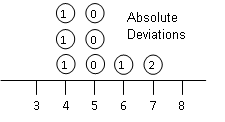 1 0 Absolute
Deviations
1 0
1 0 1 2
3 4 5 6 7 8